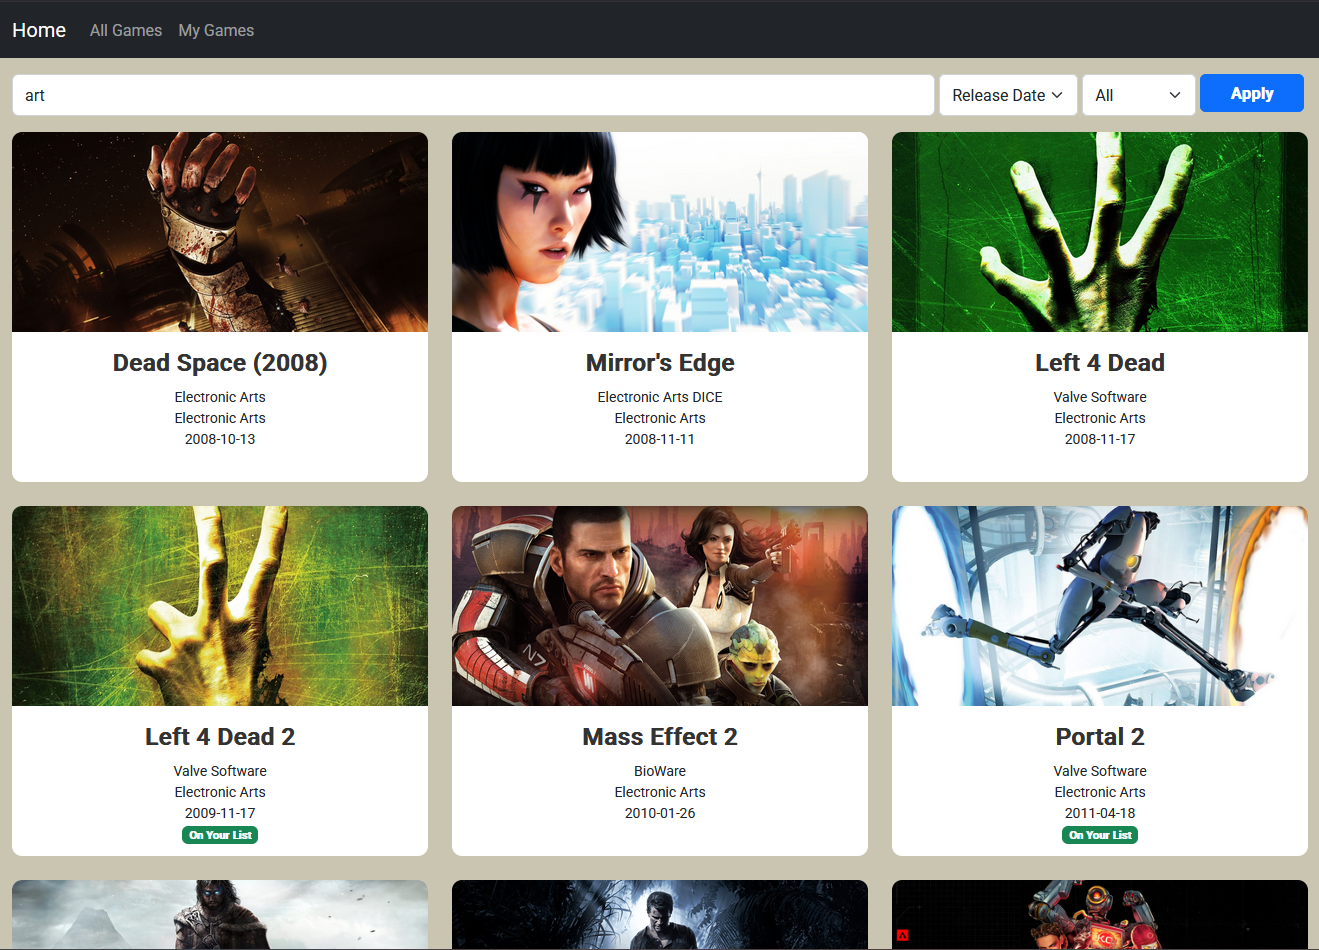 Home All Games My Games
art Release Date All Apply
Dead Space (2008)
Electronic Arts
Electronic Arts
2008-10-13
Mirror's Edge
Electronic Arts DICE
Electronic Arts
2008-11-11
Left 4 Dead
Valve Software
Electronic Arts
2008-11-17
N7
Left 4 Dead 2
Valve Software
Electronic Arts
2009-11-17
On Your List
Mass Effect 2
BioWare
Electronic Arts
2010-01-26
Portal 2
Valve Software
Electronic Arts
2011-04-18
On Your List